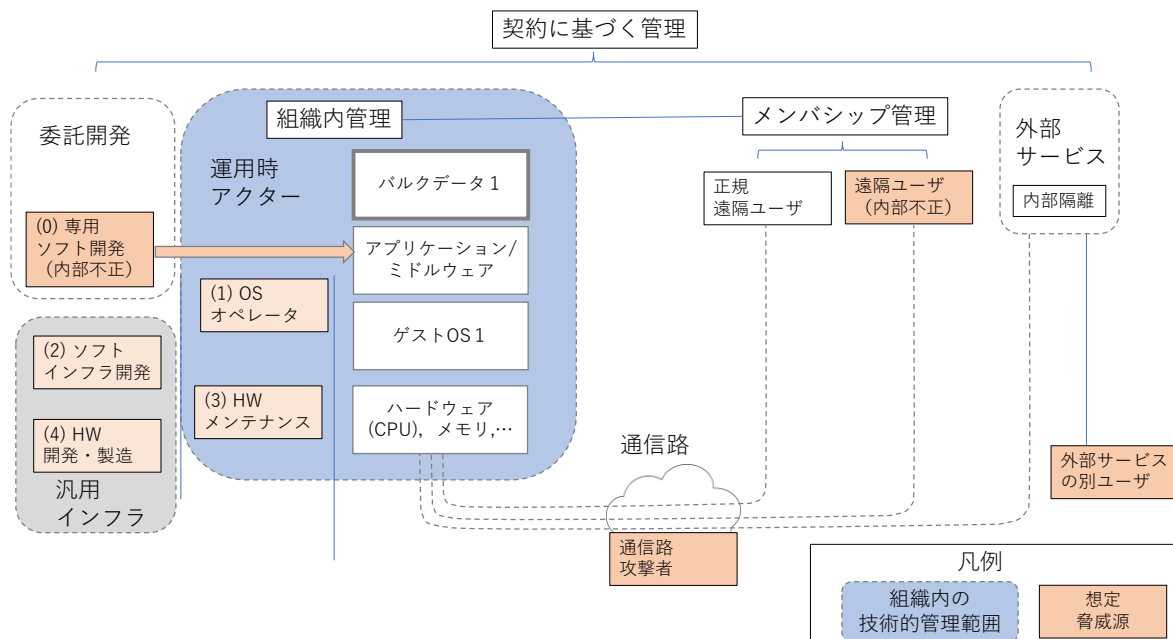 契約に基づく管理
委託開発
(0) 専用
ソフト開発
（内部不正）
(2) ソフト
インフラ開発
(4) HW
開発・製造
汎用
インフラ
組織内管理
運用時
アクター
(1) OS
オペレータ
(3) HW
メンテナンス
バルクデータ１
アプリケーション/
ミドルウェア
ゲストOS１
ハードウェア
(CPU)，メモリ,…
メンバシップ管理
正規
遠隔ユーザ
遠隔ユーザ
（内部不正）
外部
サービス
内部隔離
通信路
通信路
攻撃者
外部サービス
の別ユーザ
凡例
組織内の
技術的管理範囲
想定
脅威源